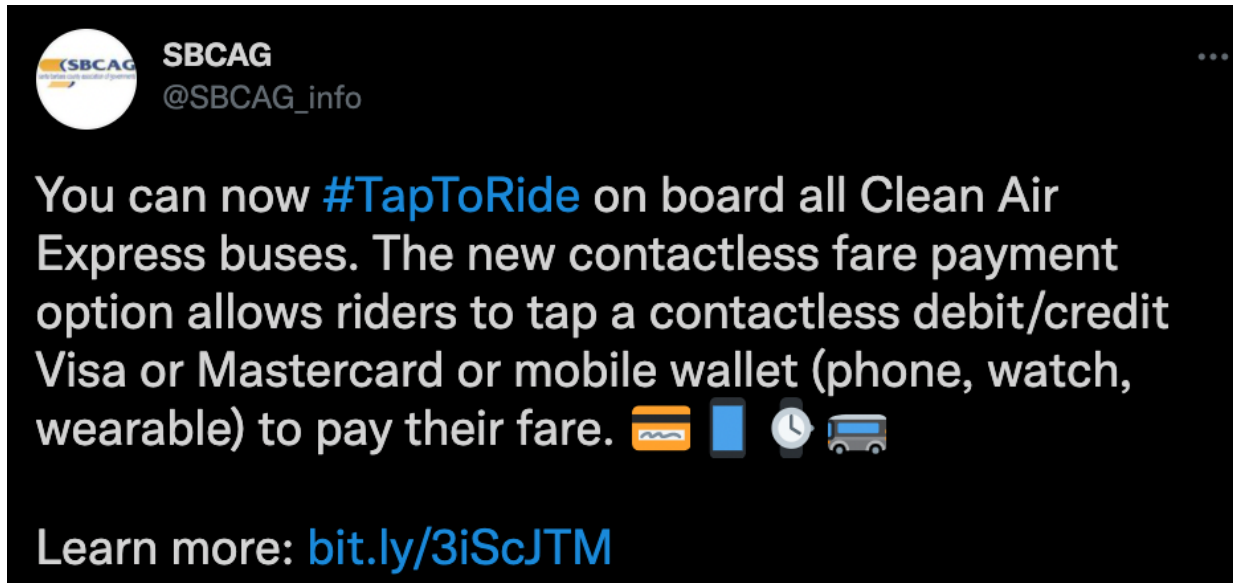 (SBCAG
SBCAG
@SBCAG_info
You can now #TapToRide on board all Clean Air
Express buses. The new contactless fare payment
option allows riders to tap a contactless debit/credit
Visa or Mastercard or mobile wallet (phone, watch,
wearable) to pay their fare. 💳 📱 ⌚ 🚌
Learn more: bit.ly/3iScJTM